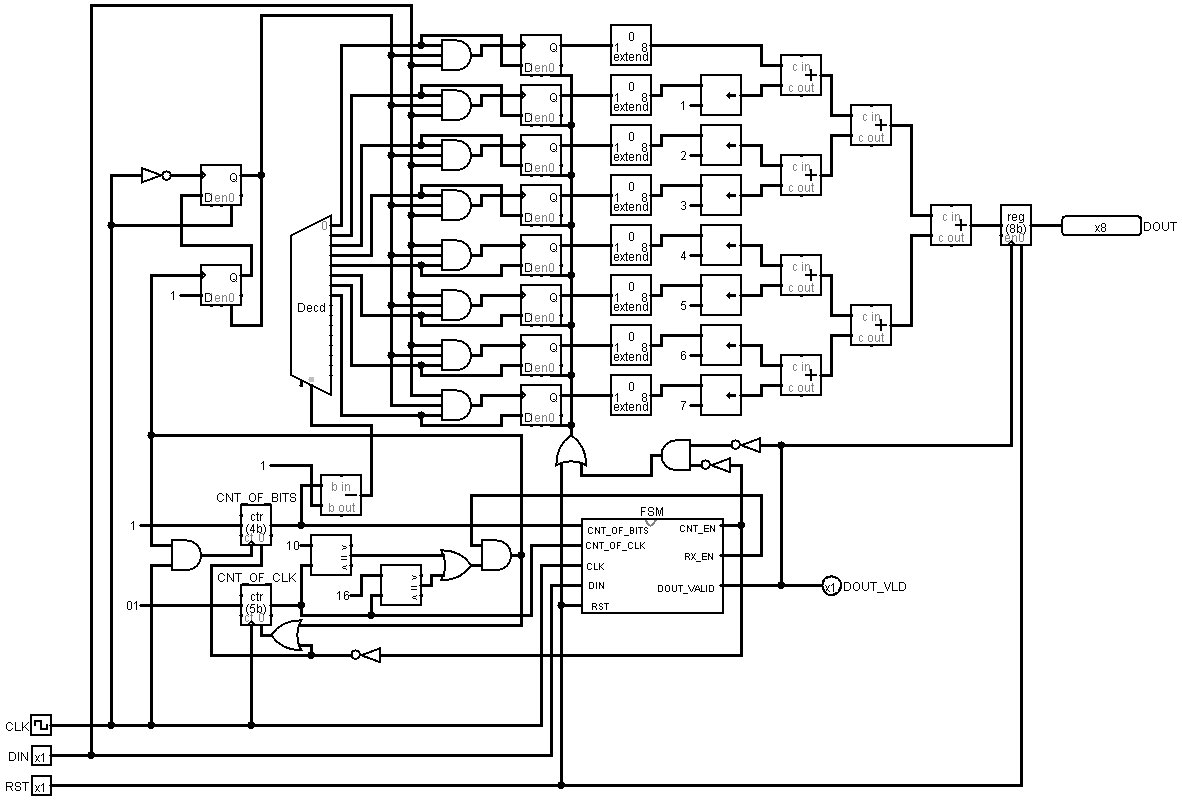 Q
0
1 8
extend
c in
+
c out
Den0
Q
0
1 8
extend
1
c in
+
c out
Den0
Q
0
1 8
extend
2
c in
+
c out
Den0
Q
Q
0
1 8
extend
3
Den0
Den0
0
c in
+
c out
reg
(8b)
en0
x8
DOUT
Q
0
1 8
extend
4
Den0
c in
+
c out
Q
1
Den0
Q
0
1 8
extend
5
Den0
Decd
c in
+
c out
Q
0
1 8
extend
6
Den0
c in
+
c out
Q
0
1 8
extend
7
Den0
1
b in
b out
CNT_OF_BITS
1
ctr
(4b)
ct 0
FSM
CNT_OF_BITS
CNT_EN
CNT_OF_CLK
RX_EN
CLK
DIN
DOUT_VALID
RST
10
>
=
<
16
>
=
<
CNT_OF_CLK
01
ctr
(5b)
ct 0
x1
DOUT_VLD
CLK
DIN
x1
RST
x1